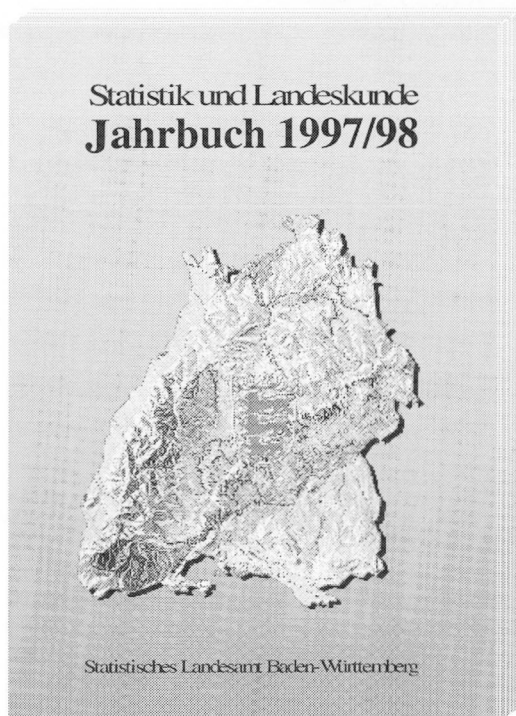 Statistik und Landeskunde
Jahrbuch 1997/98
Statistisches Landesamt Baden-Württemberg